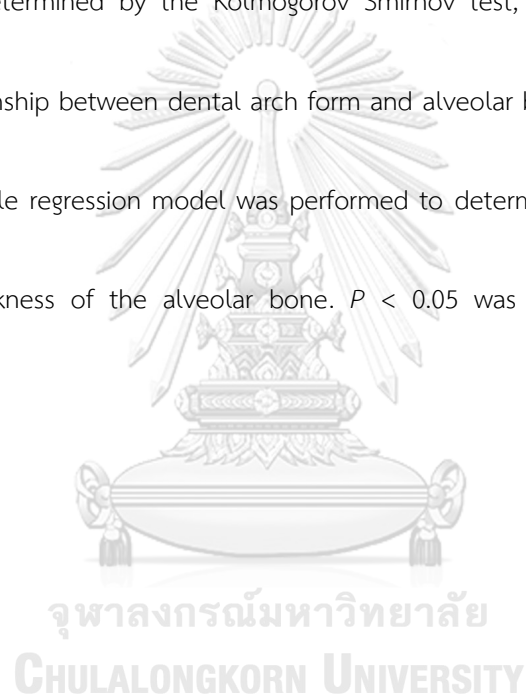 etermined by the Kolmogorov Smirnov test,
nship between dental arch form and alveolar b
le regression model was performed to determ
kness of the alveolar bone. P < 0.05 was
จุฬาลงกรณ์มหาวิทยาลัย
CHULALONGKORN UNIVERSITY